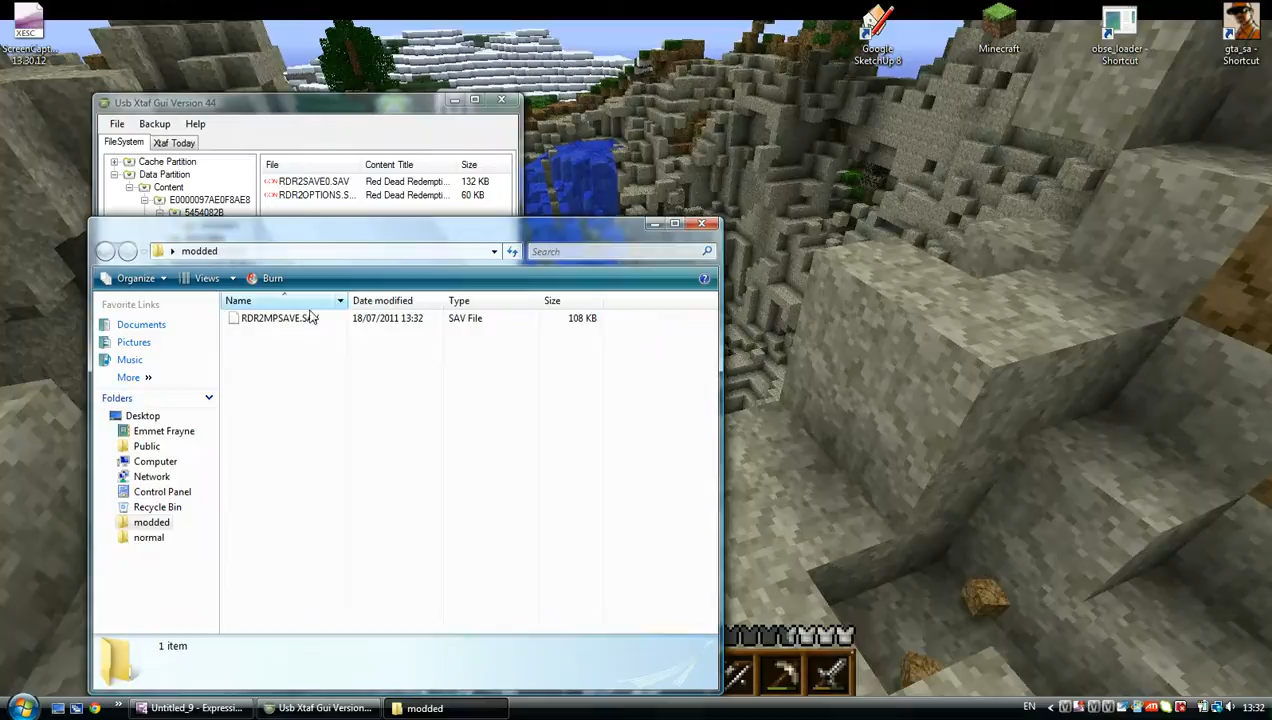 XESC
ScreenCapt...
13.30.12
Google
SketchUp 8
Minecraft
obse_loader -
Shortcut
gta_sa -
Shortcut
Usb Xtaf Gui Version 44
File Backup Help
FileSystem Xtaf Today
Cache Partition
Data Partition
Content
E0000097AE0F8AE8
5454082B
File Content Title Size
RDR2SAVE0.SAV Red Dead Redempti... 132 KB
RDR2OPTIONS.S... Red Dead Redempti... 60 KB
modded
Search
Organize Views Burn
Favorite Links
Documents
Pictures
Music
More »
Folders
Desktop
Emmet Frayne
Public
Computer
Network
Control Panel
Recycle Bin
modded
normal
Name Date modified Type Size
RDR2MPSAVE.SAV 18/07/2011 13:32 SAV File 108 KB
1 item
Untitled_9 - Expressi...
Usb Xtaf Gui Version...
modded
EN
13:32